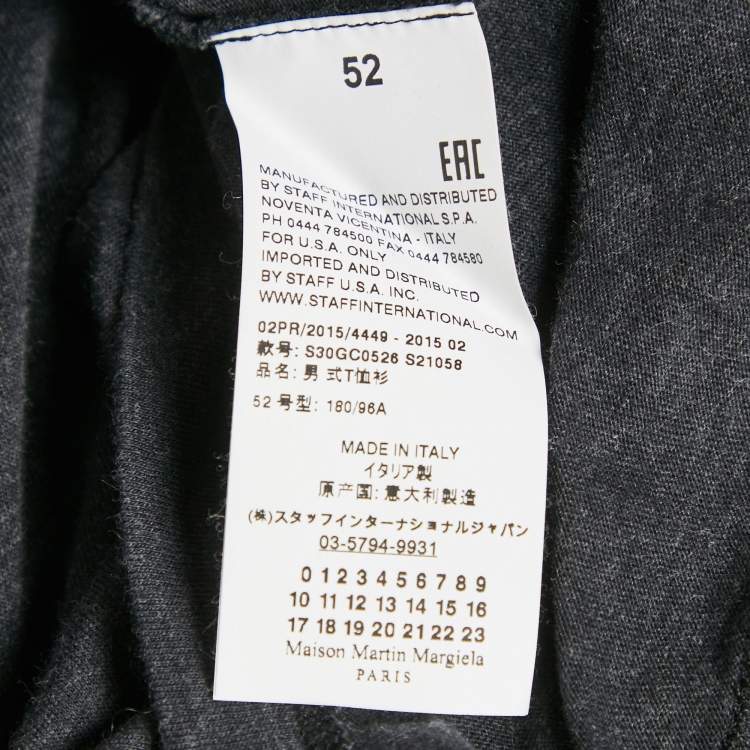 52
EAC
MANUFACTURED AND DISTRIBUTED
BY STAFF INTERNATIONAL S.P.A.
NOVENTA VICENTINA - ITALY
PH 0444 784500 FAX 0444 784580
FOR U.S.A. ONLY
IMPORTED AND DISTRIBUTED
BY STAFF U.S.A. INC.
WWW.STAFFINTERNATIONAL.COM
02PR/2015/4449 - 2015 02
款号: S30GC0526 S21058
品名: 男 式T恤衫
52 号型: 180/96A
MADE IN ITALY
イタリア製
原产国: 意大利製造
(株)スタッフインターナショナルジャパン
03-5794-9931
0 1 2 3 4 5 6 7 8 9
10 11 12 13 14 15 16
17 18 19 20 21 22 23
Maison Martin Margiela
PARIS